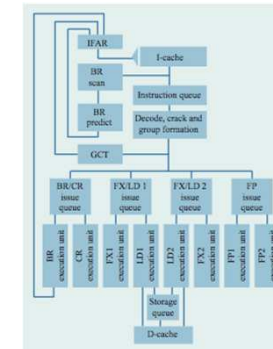 IFAR
I-cache
BR
scan
Instruction queue
BR
predict
Decode, crack and
group formation
GCT
BR/CR
issue
queue
FX/LD 1
issue
queue
FX/LD 2
issue
queue
FP
issue
queue
BR
execution unit
CR
execution unit
FX1
execution unit
LD1
execution unit
LD2
execution unit
FX2
execution unit
FP1
execution unit
FP2
execution unit
Storage
queue
D-cache